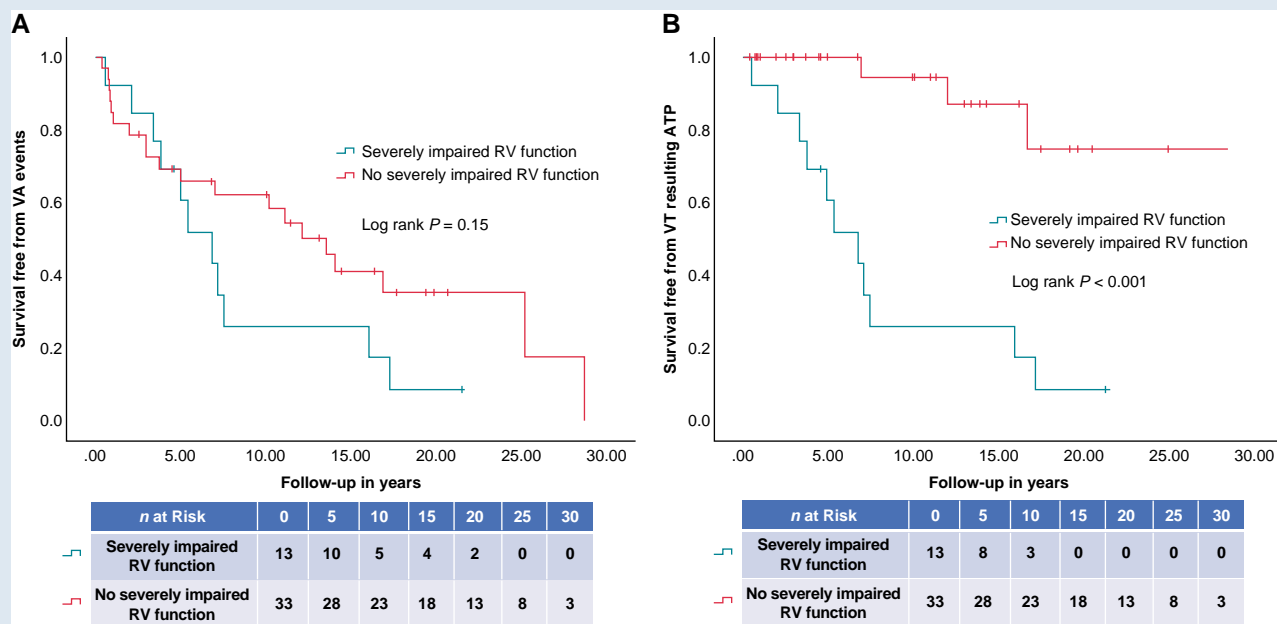 A
Survival free from VA events
1.0
0.8
0.6
0.4
0.2
0.0
Severely impaired RV function
No severely impaired RV function
Log rank P = 0.15
.00 5.00 10.00 15.00 20.00 25.00 30.00
Follow-up in years
n at Risk 0 5 10 15 20 25 30
Severely impaired
RV function 13 10 5 4 2 0 0
No severely impaired
RV function 33 28 23 18 13 8 3
B
Survival free from VT resulting ATP
1.0
0.8
0.6
0.4
0.2
0.0
Severely impaired RV function
No severely impaired RV function
Log rank P < 0.001
.00 5.00 10.00 15.00 20.00 25.00 30.00
Follow-up in years
n at Risk 0 5 10 15 20 25 30
Severely impaired
RV function 13 8 3 0 0 0 0
No severely impaired
RV function 33 28 23 18 13 8 3